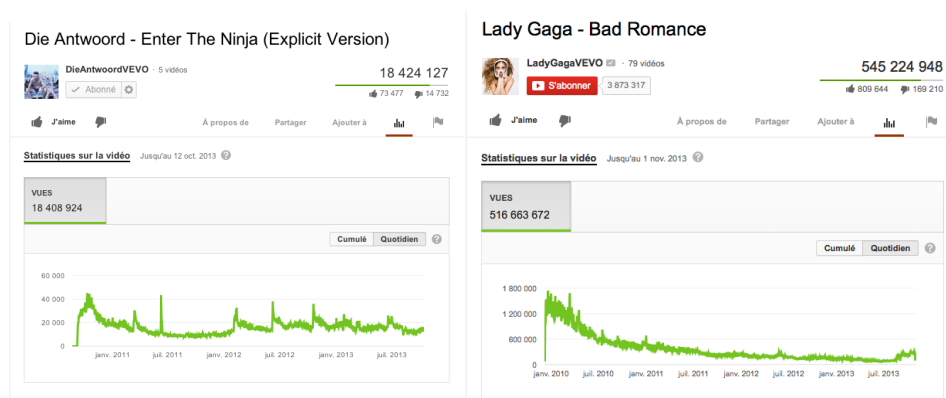 Die Antwoord - Enter The Ninja (Explicit Version)
DieAntwoordVEVO · 5 vidéos
Abonné
18 424 127
73 477 14 732
J'aime
À propos de Partager Ajouter à
Statistiques sur la vidéo Jusqu'au 12 oct. 2013 ?
VUES
18 408 924
Cumulé Quotidien ?
60 000
40 000
20 000
0
janv. 2011 juil. 2011 janv. 2012 juil. 2012 janv. 2013 juil. 2013
Lady Gaga - Bad Romance
LadyGagaVEVO · 79 vidéos
S'abonner 3 873 317
545 224 948
809 644 169 210
J'aime
À propos de Partager Ajouter à
Statistiques sur la vidéo Jusqu'au 1 nov. 2013 ?
VUES
516 663 672
Cumulé Quotidien ?
1 800 000
1 200 000
600 000
0
janv. 2010 juil. 2010 janv. 2011 juil. 2011 janv. 2012 juil. 2012 janv. 2013 juil. 2013